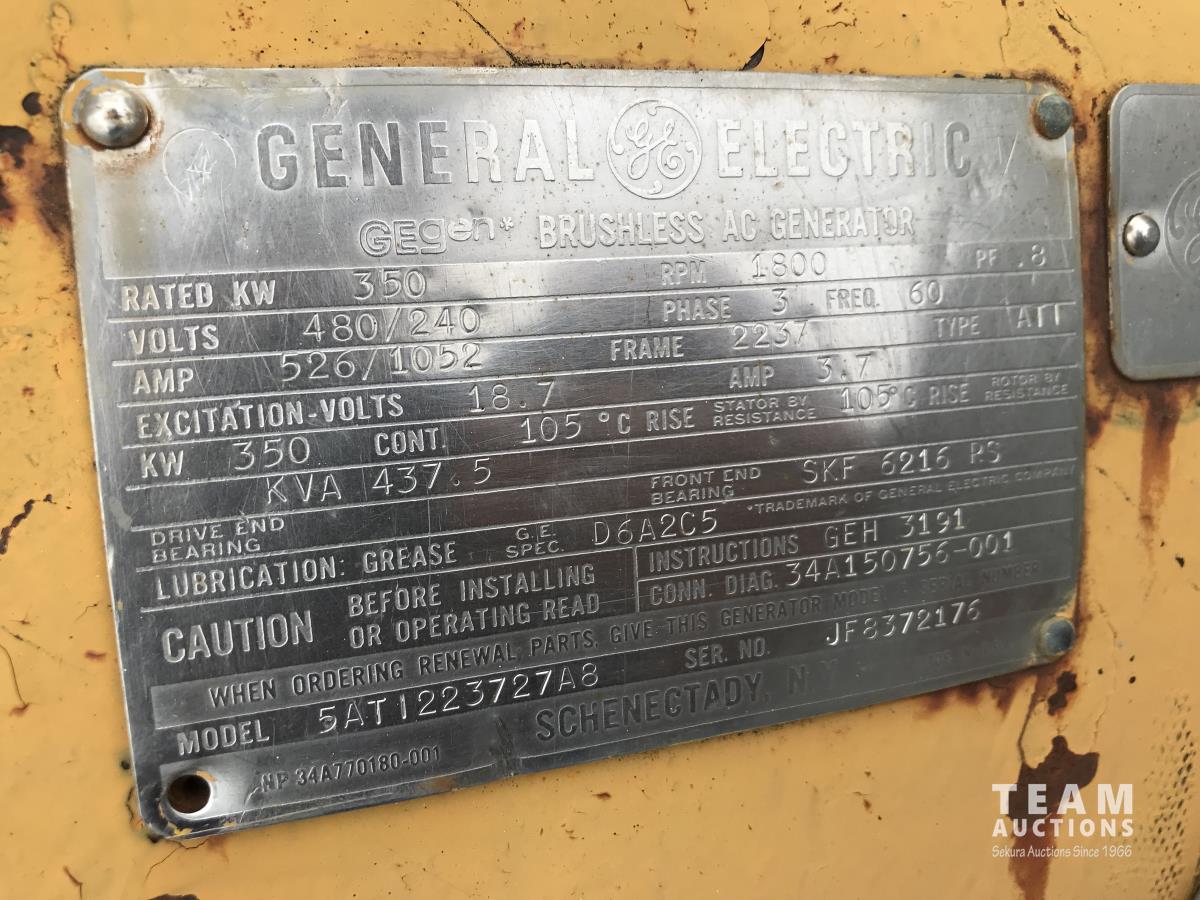 GENERAL GE ELECTRIC
GEgen* BRUSHLESS AC GENERATOR
RATED KW 350 RPM 1800 PF .8
VOLTS 480/240 PHASE 3 FREQ. 60
AMP 526/1052 FRAME 2237 TYPE ATI
EXCITATION-VOLTS 18.7 AMP 3.7
KW 350 CONT. 105 °C RISE STATOR BY RESISTANCE 105°C RISE ROTOR BY RESISTANCE
KVA 437.5
DRIVE END BEARING FRONT END BEARING SKF 6216 RS
*TRADEMARK OF GENERAL ELECTRIC COMPANY
LUBRICATION: GREASE G.E. SPEC. D6A2C5
CAUTION BEFORE INSTALLING OR OPERATING READ
INSTRUCTIONS GEH 3191
CONN. DIAG. 34A150756-001
WHEN ORDERING RENEWAL PARTS, GIVE THIS GENERATOR MODEL SERIAL NUMBER
MODEL 5ATI223727A8 SER. NO. JF8372176
SCHENECTADY, N.Y.
NP 34A770180-001
TEAM
AUCTIONS
Sekura Auctions Since 1966